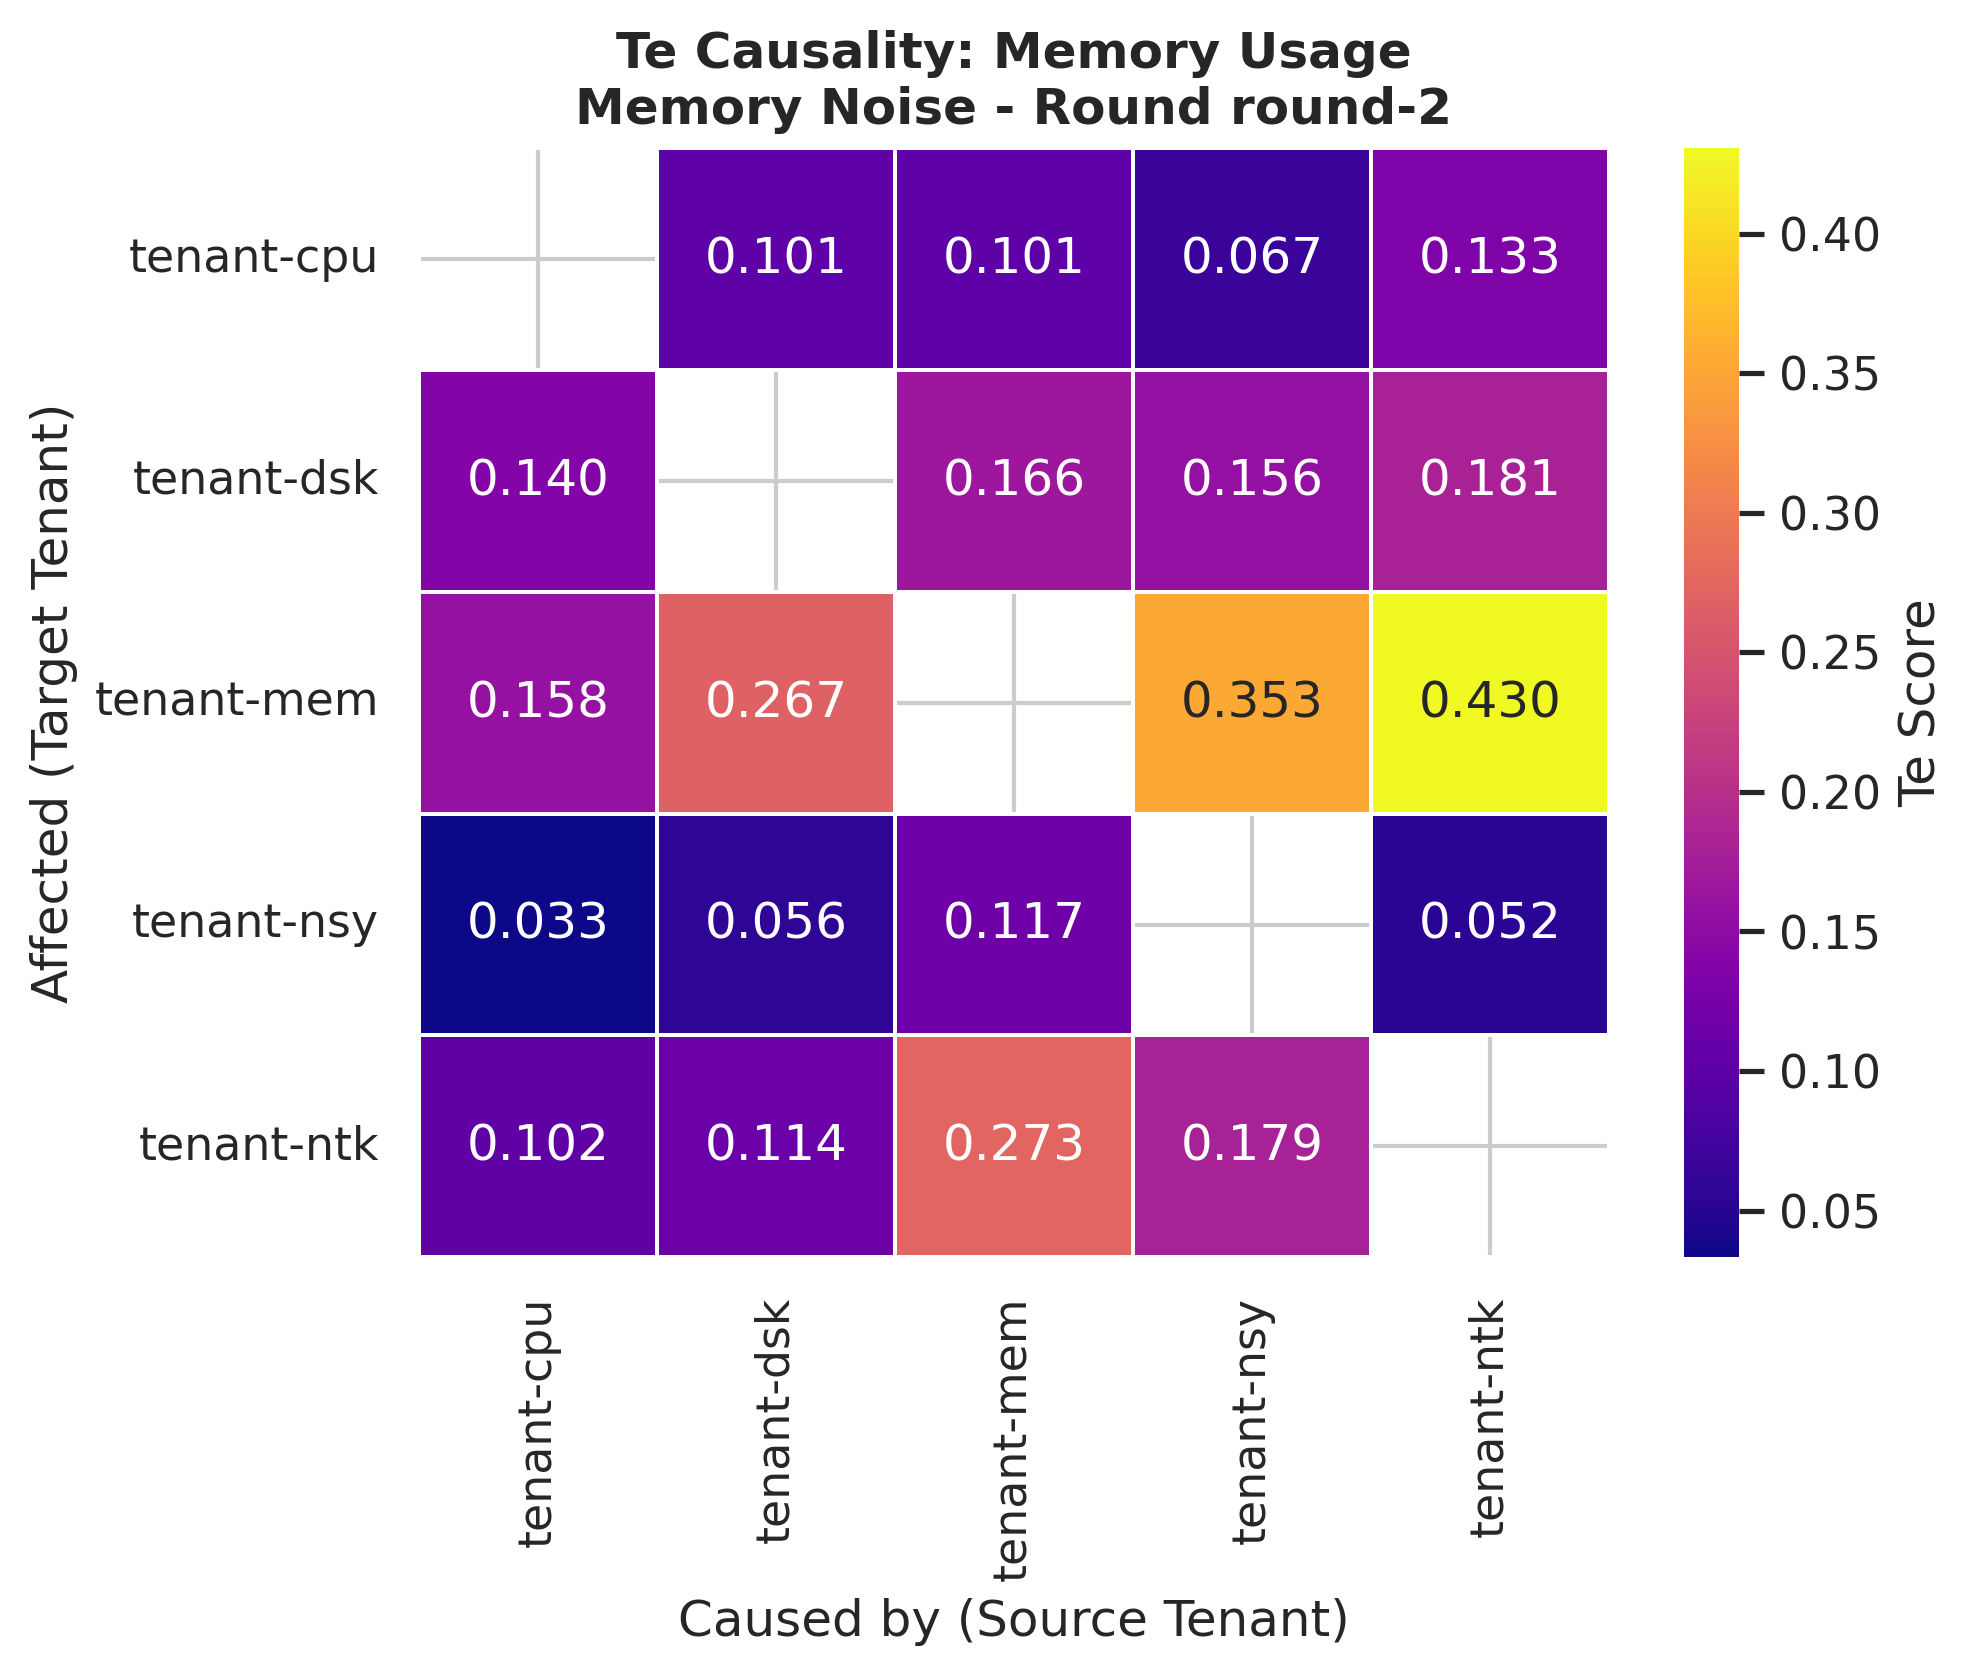 Te Causality: Memory Usage
Memory Noise - Round round-2
Affected (Target Tenant)
tenant-cpu 0.101 0.101 0.067 0.133
tenant-dsk 0.140 0.166 0.156 0.181
tenant-mem 0.158 0.267 0.353 0.430
tenant-nsy 0.033 0.056 0.117 0.052
tenant-ntk 0.102 0.114 0.273 0.179
tenant-cpu
tenant-dsk
tenant-mem
tenant-nsy
tenant-ntk
Caused by (Source Tenant)
0.40
0.35
0.30
0.25
0.20
0.15
0.10
0.05
Te Score